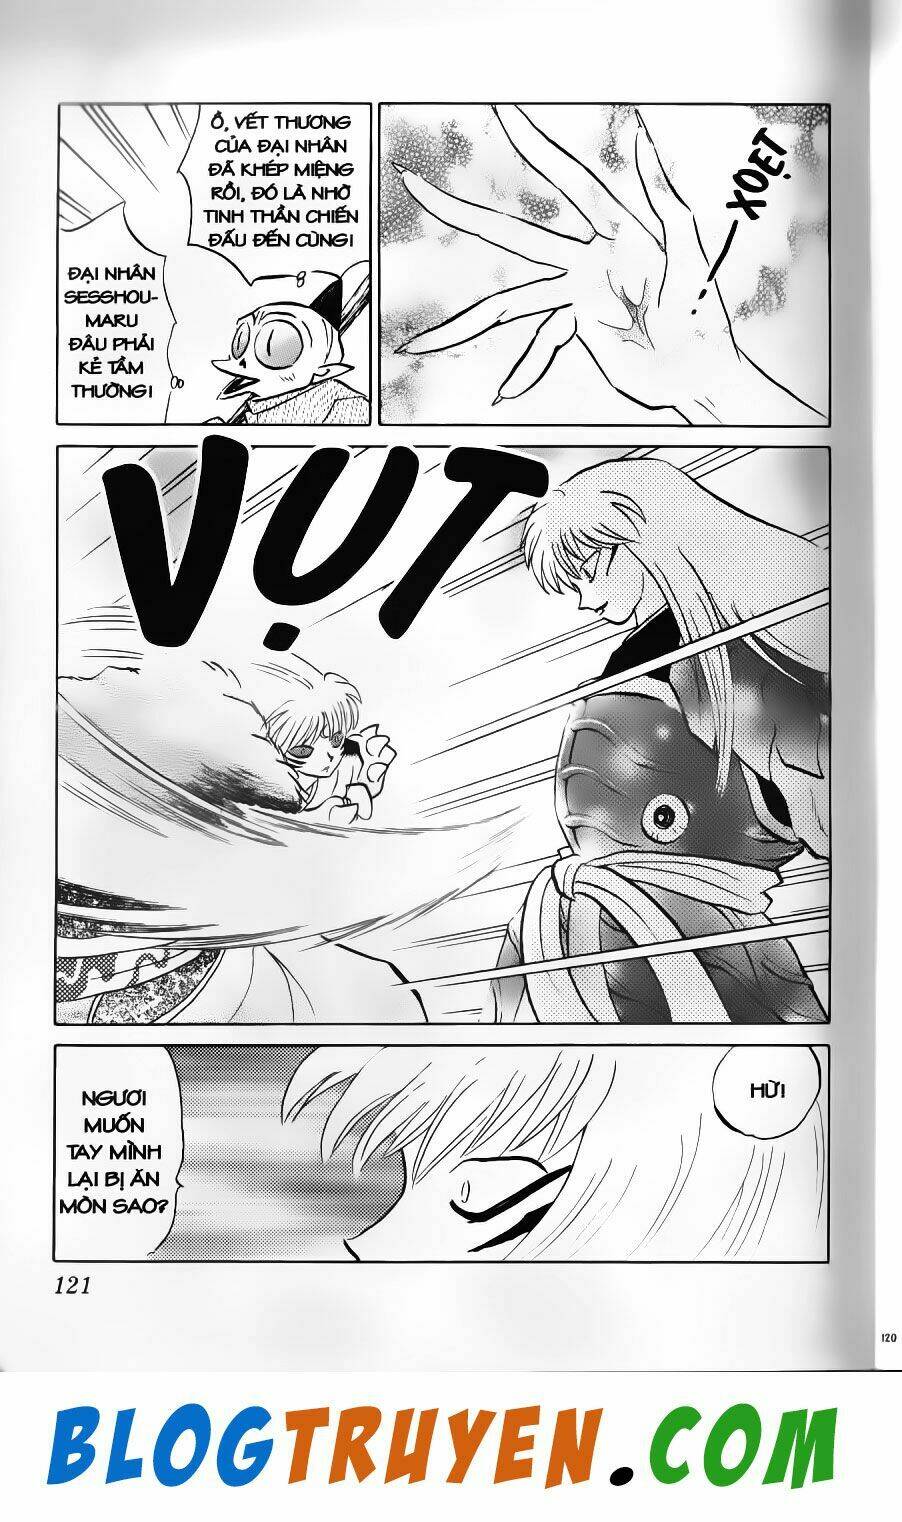 XOẸT
Ồ, VẾT THƯƠNG
CỦA ĐẠI NHÂN
ĐÃ KHÉP MIỆNG
RỒI, ĐÓ LÀ NHỜ
TINH THẦN CHIẾN
ĐẤU ĐẾN CÙNG!
ĐẠI NHÂN
SESSHOU-
MARU
ĐÂU PHẢI
KẺ TẦM
THƯỜNG!
VỤT
HỪ!
NGƯƠI
MUỐN
TAY MÌNH
LẠI BỊ ĂN
MÒN SAO?
121
120
BLOGTRUYEN.COM